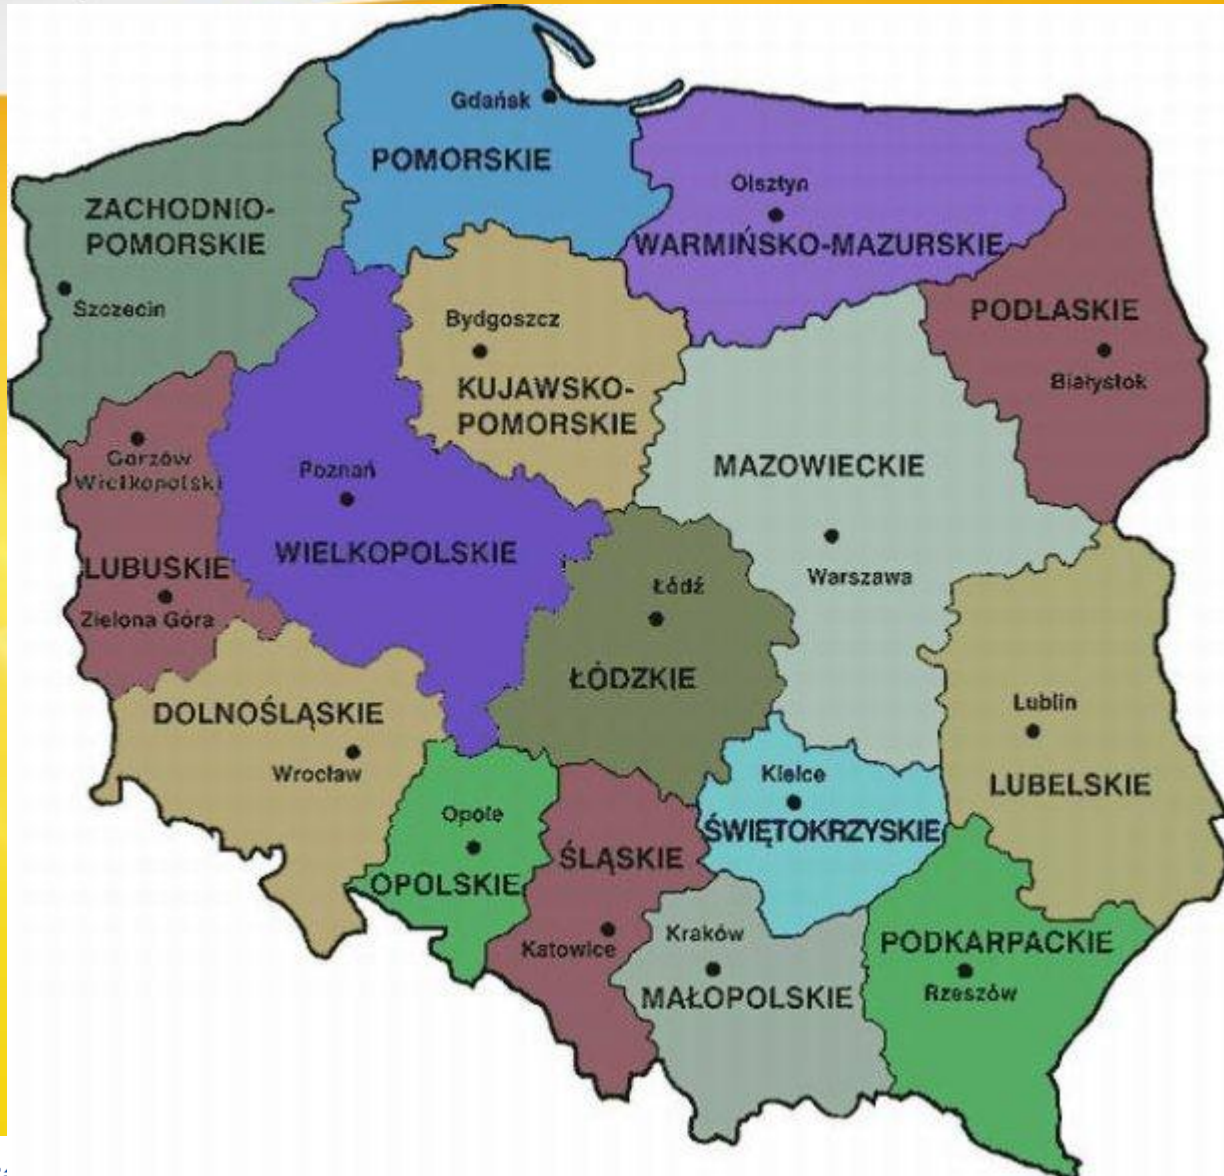 Gdańsk
POMORSKIE
Olsztyn
WARMIŃSKO-MAZURSKIE
ZACHODNIO-
POMORSKIE
Szczecin
Bydgoszcz
KUJAWSKO-
POMORSKIE
PODLASKIE
Białystok
Gorzów
Wielkopolski
LUBUSKIE
Zielona Góra
Poznań
WIELKOPOLSKIE
MAZOWIECKIE
Warszawa
Łódź
ŁÓDZKIE
DOLNOŚLĄSKIE
Wrocław
Lublin
LUBELSKIE
Opole
OPOLSKIE
ŚLĄSKIE
Katowice
Kielce
ŚWIĘTOKRZYSKIE
Kraków
MAŁOPOLSKIE
PODKARPACKIE
Rzeszów